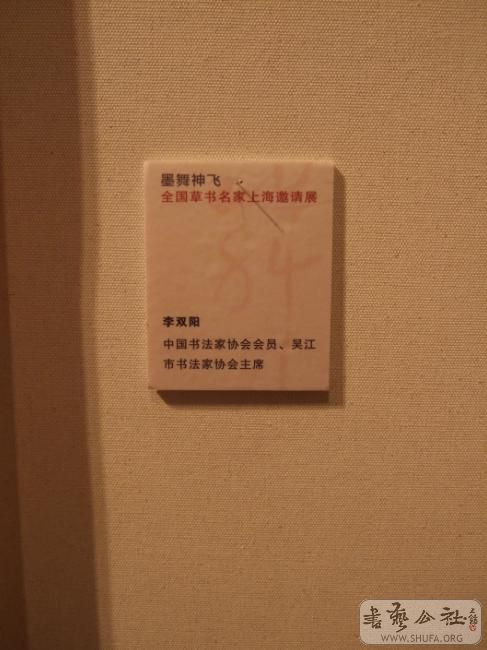 墨舞神飞
全国草书名家上海邀请展
李双阳
中国书法家协会会员、吴江
市书法家协会主席
書藝公社
WWW.SHUFA.ORG